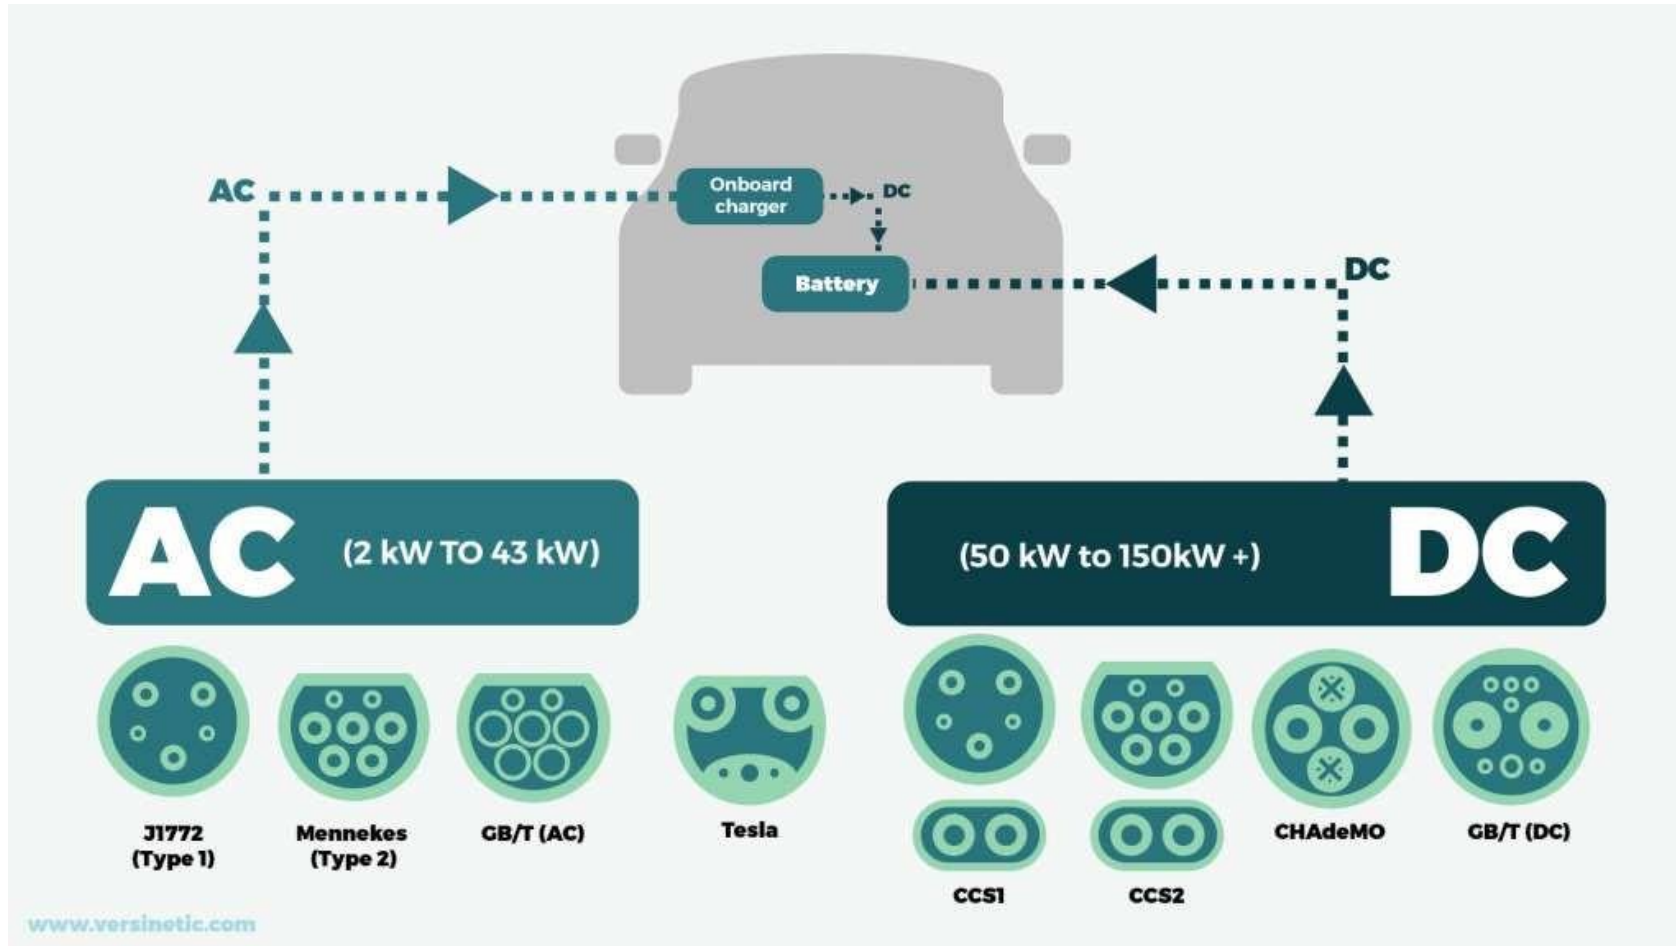 AC
Onboard
charger
DC
Battery
DC
AC
(2 kW TO 43 kW)
(50 kW to 150kW +)
DC
J1772
(Type 1)
Mennekes
(Type 2)
GB/T (AC)
Tesla
CCS1
CCS2
CHAdeMO
GB/T (DC)
www.versinetic.com